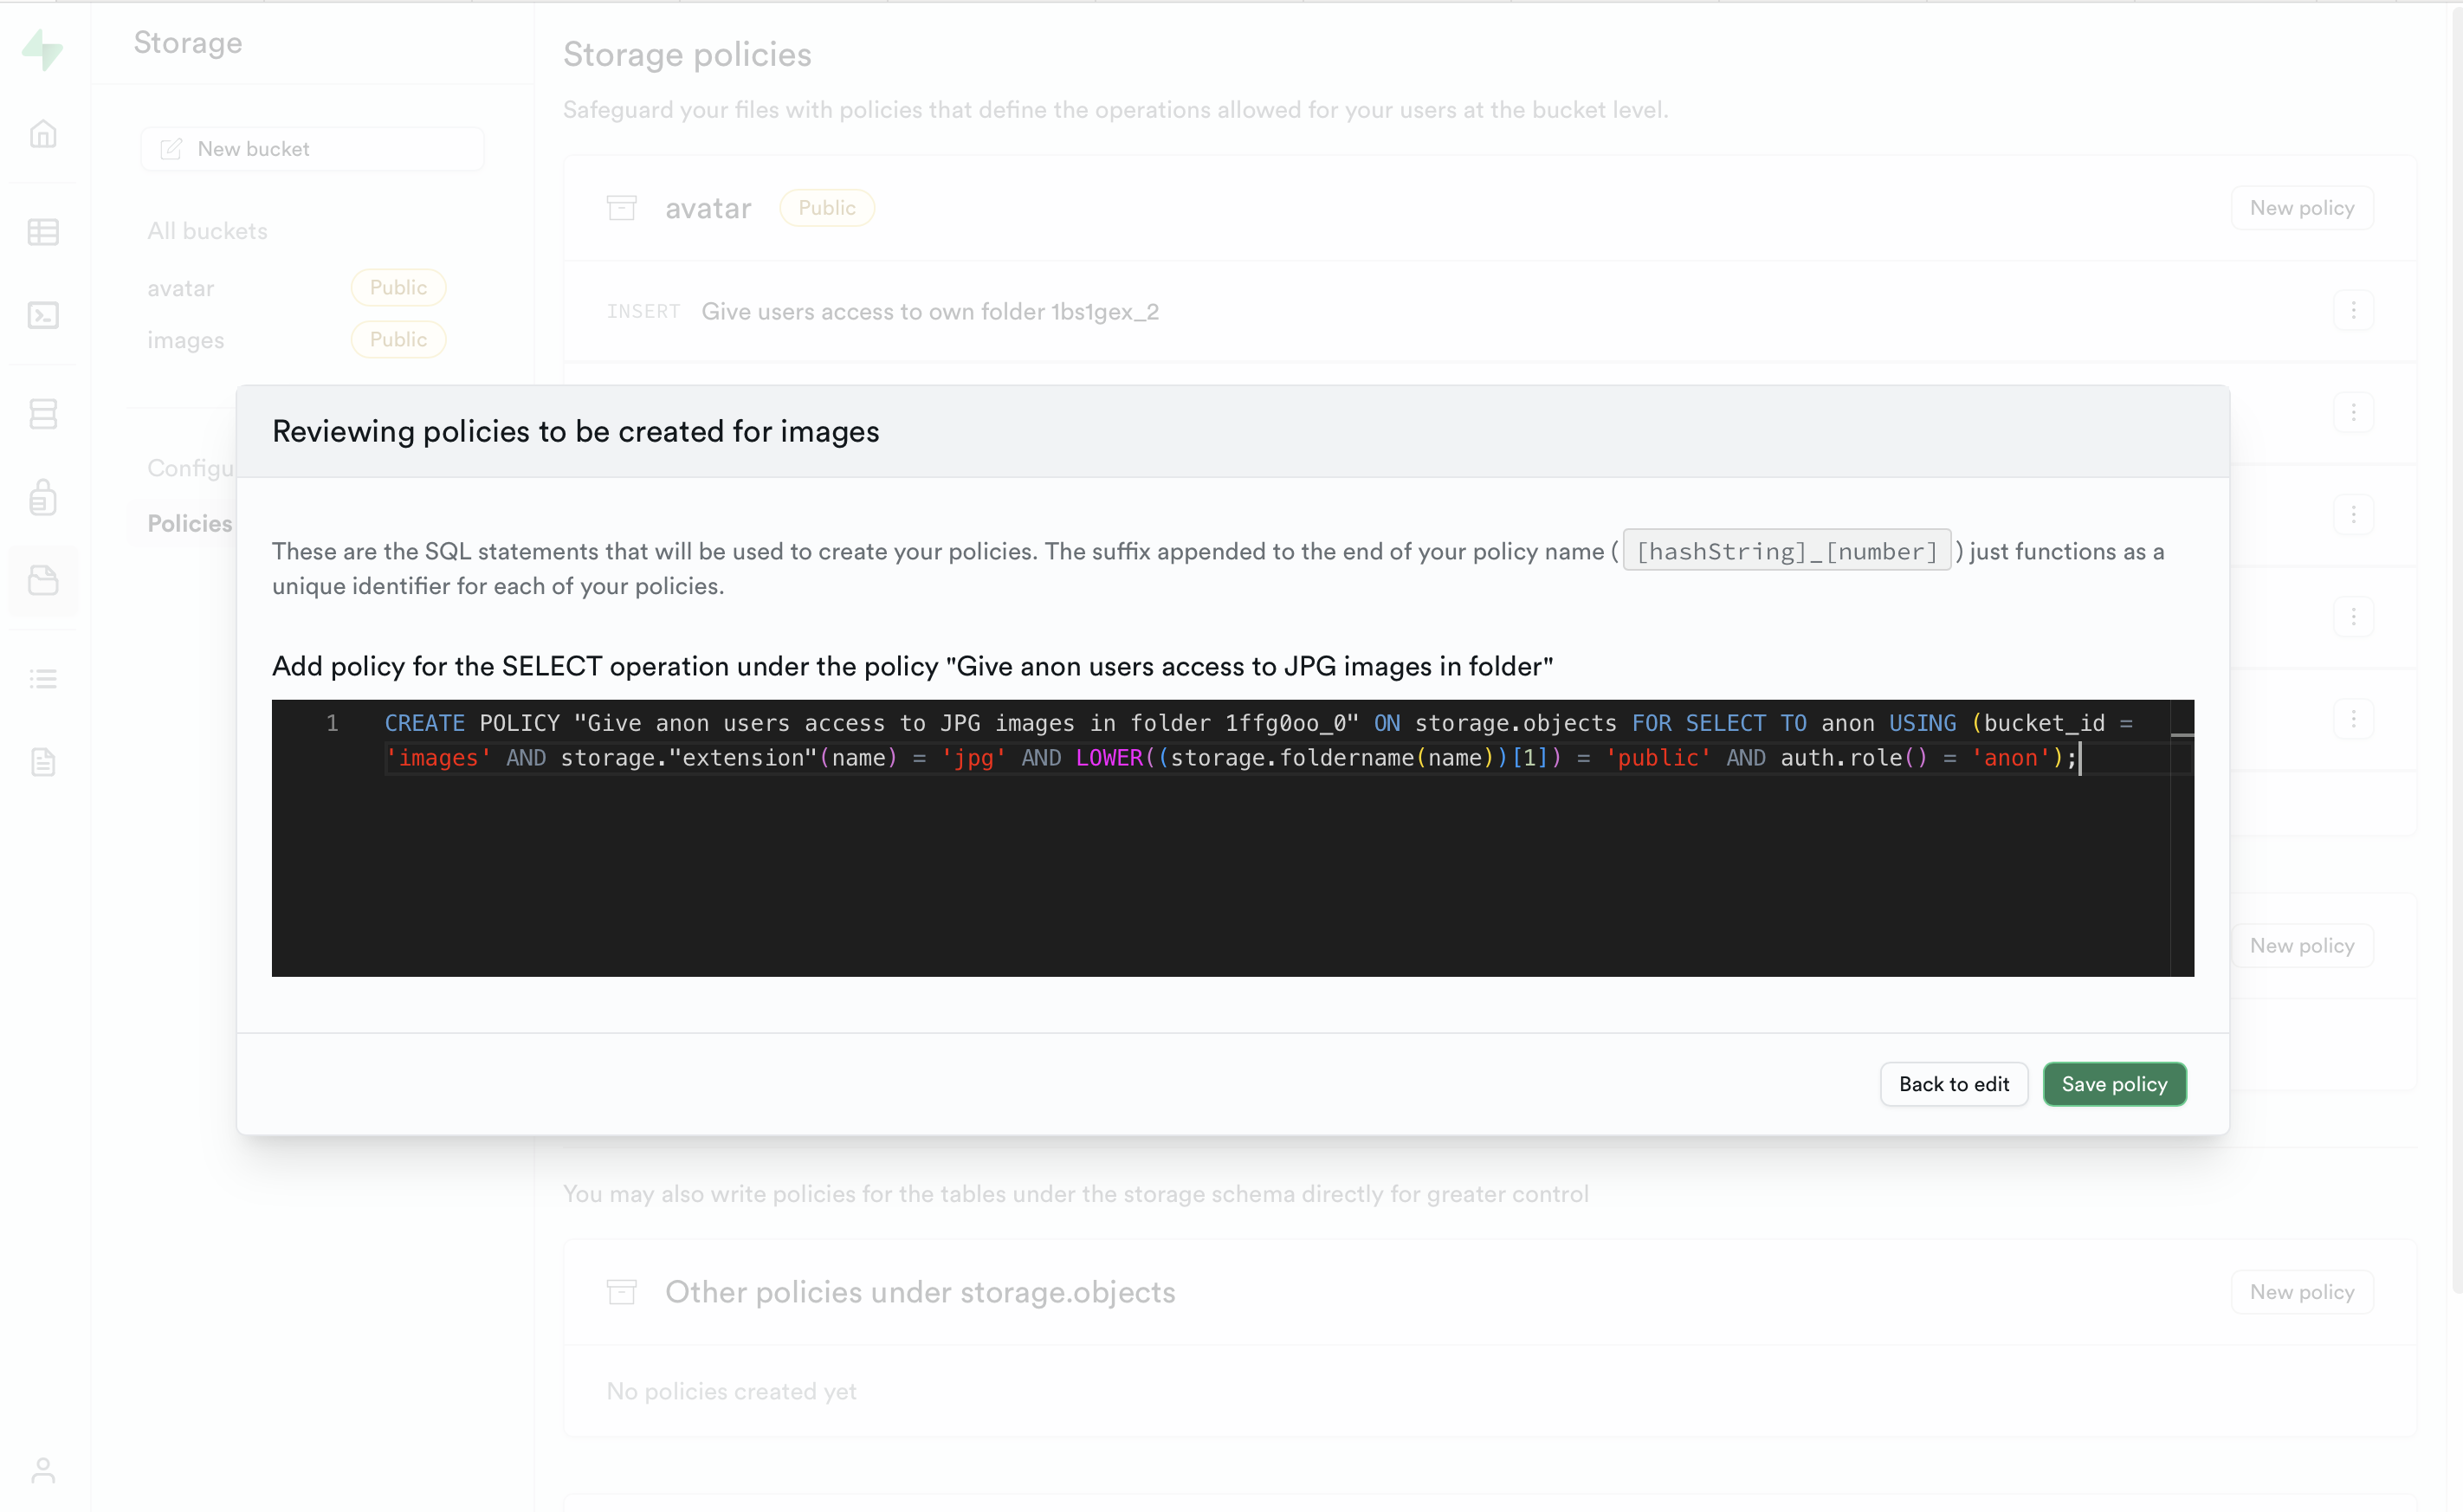 Storage
New bucket
All buckets
avatar Public
images Public
Configu
Policies
Storage policies
Safeguard your files with policies that define the operations allowed for your users at the bucket level.
avatar Public New policy
INSERT Give users access to own folder 1bs1gex_2
Reviewing policies to be created for images
These are the SQL statements that will be used to create your policies. The suffix appended to the end of your policy name ( [hashString]_[number] ) just functions as a
unique identifier for each of your policies.
Add policy for the SELECT operation under the policy "Give anon users access to JPG images in folder"
1 CREATE POLICY "Give anon users access to JPG images in folder 1ffg0oo_0" ON storage.objects FOR SELECT TO anon USING (bucket_id =
'images' AND storage."extension"(name) = 'jpg' AND LOWER((storage.foldername(name))[1]) = 'public' AND auth.role() = 'anon');
New policy
Back to edit Save policy
You may also write policies for the tables under the storage schema directly for greater control
Other policies under storage.objects New policy
No policies created yet